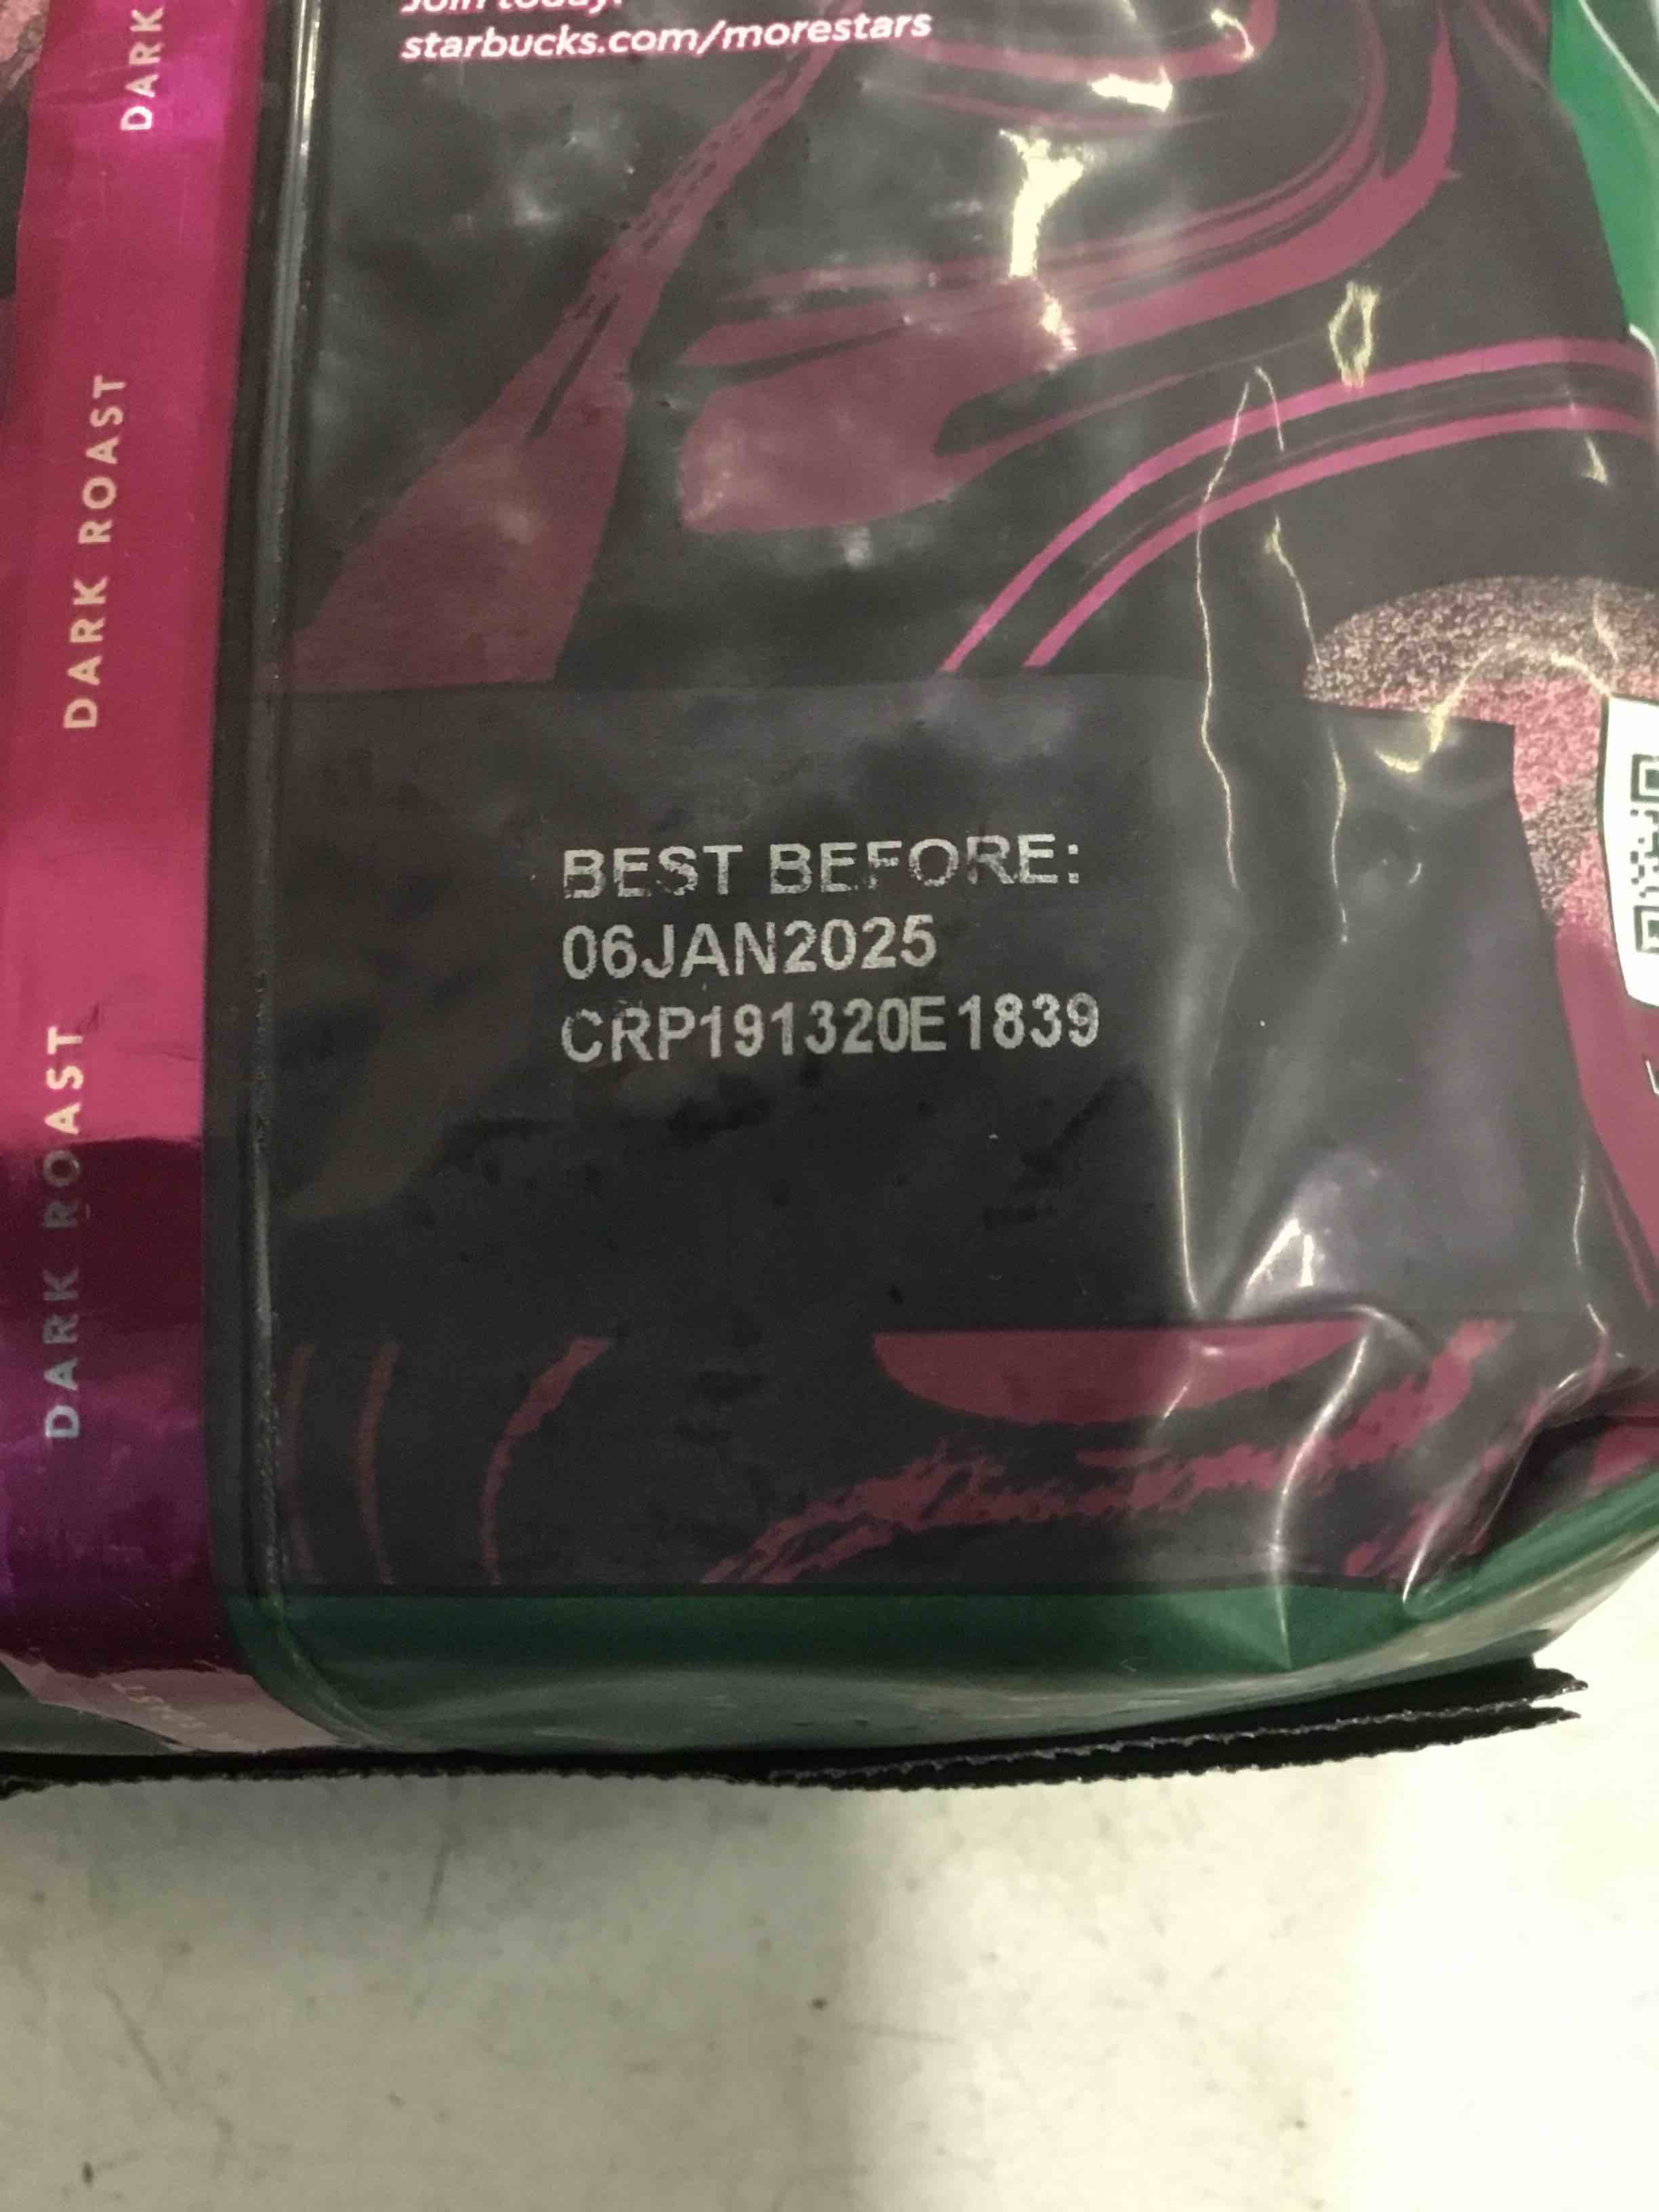 starbucks.com/morestars
DARK
DARK ROAST
DARK ROAST
BEST BEFORE:
06JAN2025
CRP191320E1839